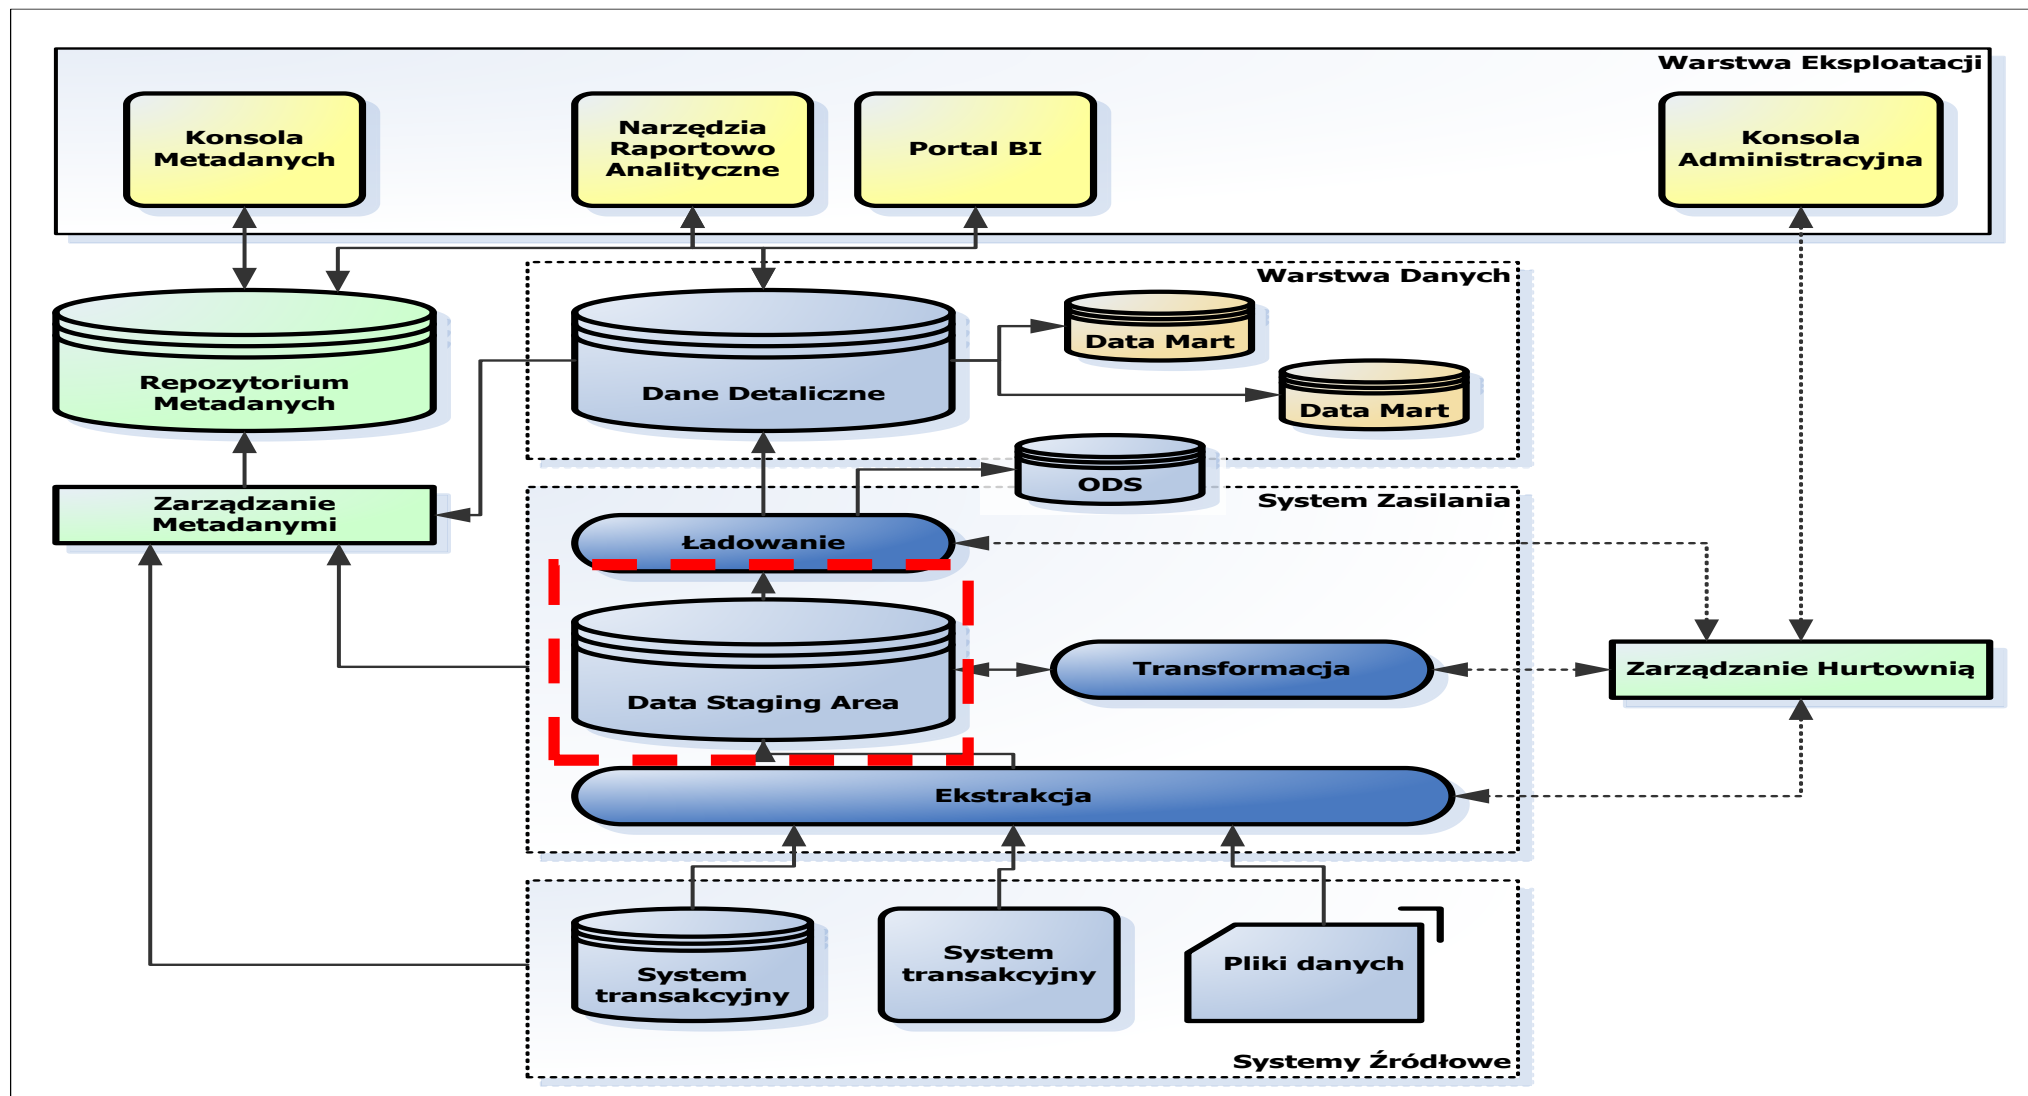 Warstwa Eksploatacji
Konsola
Metadanych
Narzędzia
Raportowo
Analityczne
Portal BI
Konsola
Administracyjna
Warstwa Danych
Repozytorium
Metadanych
Dane Detaliczne
Data Mart
Data Mart
ODS
System Zasilania
Zarządzanie
Metadanymi
Ładowanie
Data Staging Area
Transformacja
Zarządzanie Hurtownią
Ekstrakcja
System
transakcyjny
System
transakcyjny
Pliki danych
Systemy Źródłowe